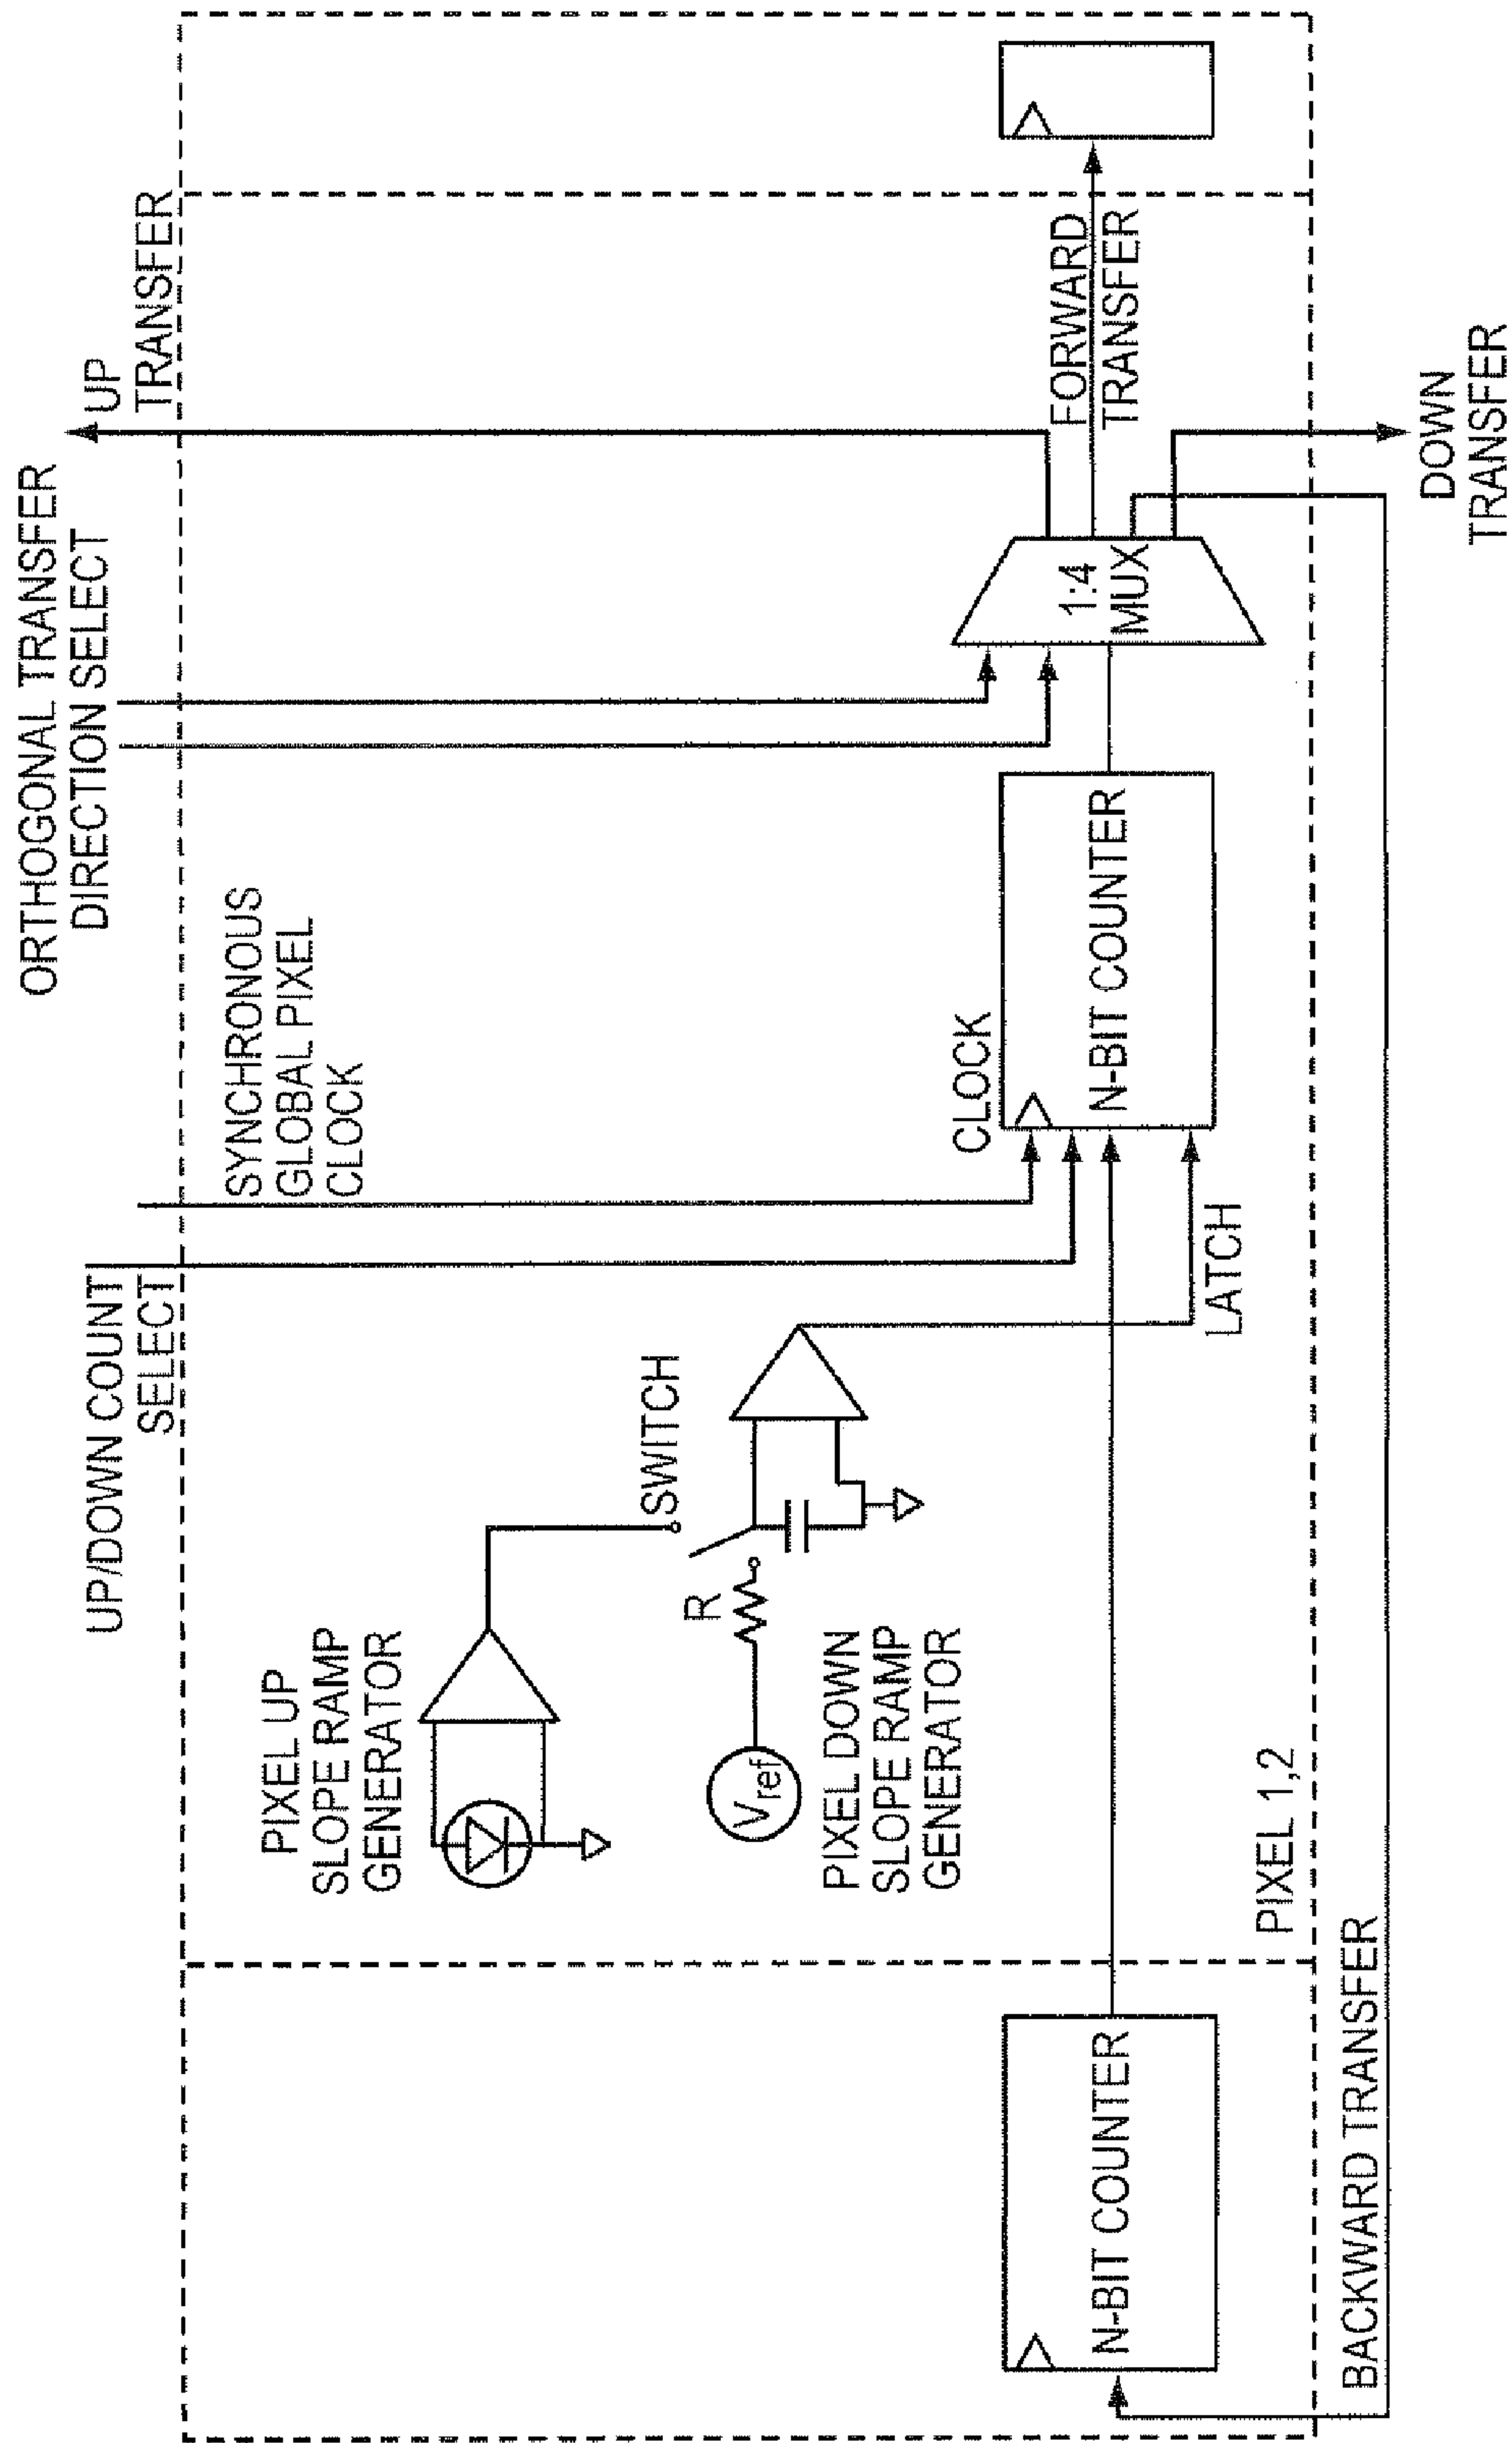 UP/DOWN COUNT
SELECT
ORTHOGONAL TRANSFER
DIRECTION SELECT
UP
TRANSFER
SYNCHRONOUS
GLOBAL PIXEL
CLOCK
PIXEL UP
SLOPE RAMP
GENERATOR
SWITCH
R
Vref
PIXEL DOWN
SLOPE RAMP
GENERATOR
CLOCK
N-BIT COUNTER
LATCH
1:4
MUX
FORWARD
TRANSFER
N-BIT COUNTER
PIXEL 1,2
BACKWARD TRANSFER
DOWN
TRANSFER